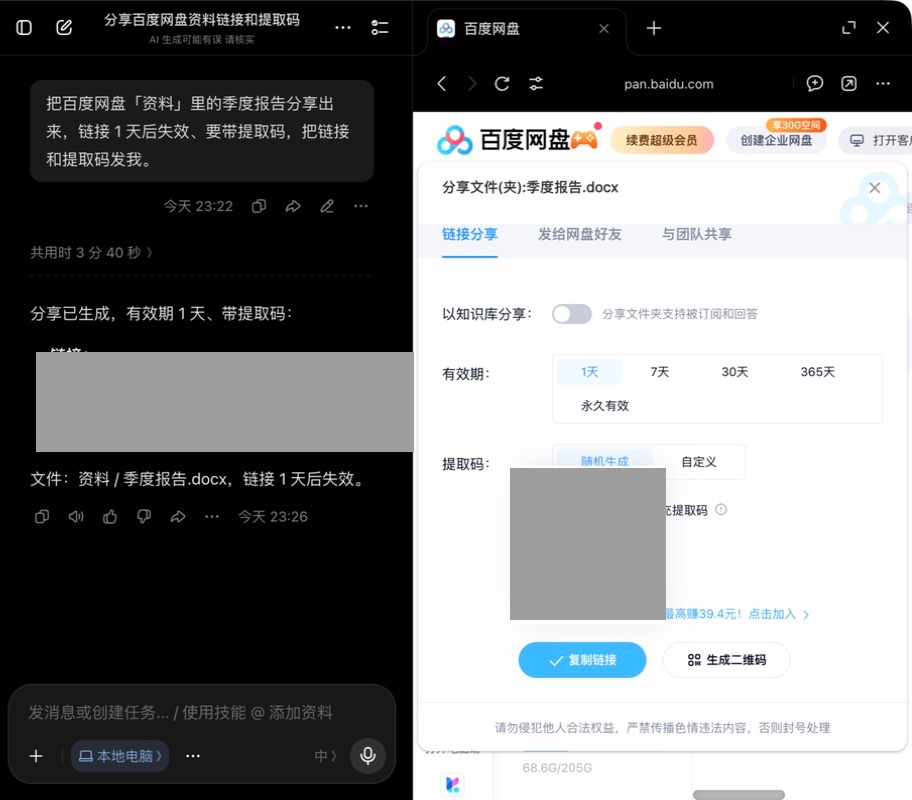 分享百度网盘资料链接和提取码
AI 生成可能有误 请核实
把百度网盘「资料」里的季度报告分享出
来，链接 1 天后失效、要带提取码，把链接
和提取码发我。
今天 23:22
共用时 3 分 40 秒
分享已生成，有效期 1 天、带提取码：
文件：资料 / 季度报告.docx，链接 1 天后失效。
今天 23:26
发消息或创建任务... / 使用技能 @ 添加资料
本地电脑
中
百度网盘
pan.baidu.com
百度网盘
续费超级会员
享30G空间
创建企业网盘
打开客
分享文件(夹):季度报告.docx
链接分享 发给网盘好友 与团队共享
以知识库分享： 分享文件夹支持被订阅和回答
有效期： 1天 7天 30天 365天
永久有效
提取码： 随机生成 自定义
充提取码
最高赚39.4元！点击加入
复制链接 生成二维码
请勿侵犯他人合法权益，严禁传播色情违法内容，否则封号处理
68.6G/205G